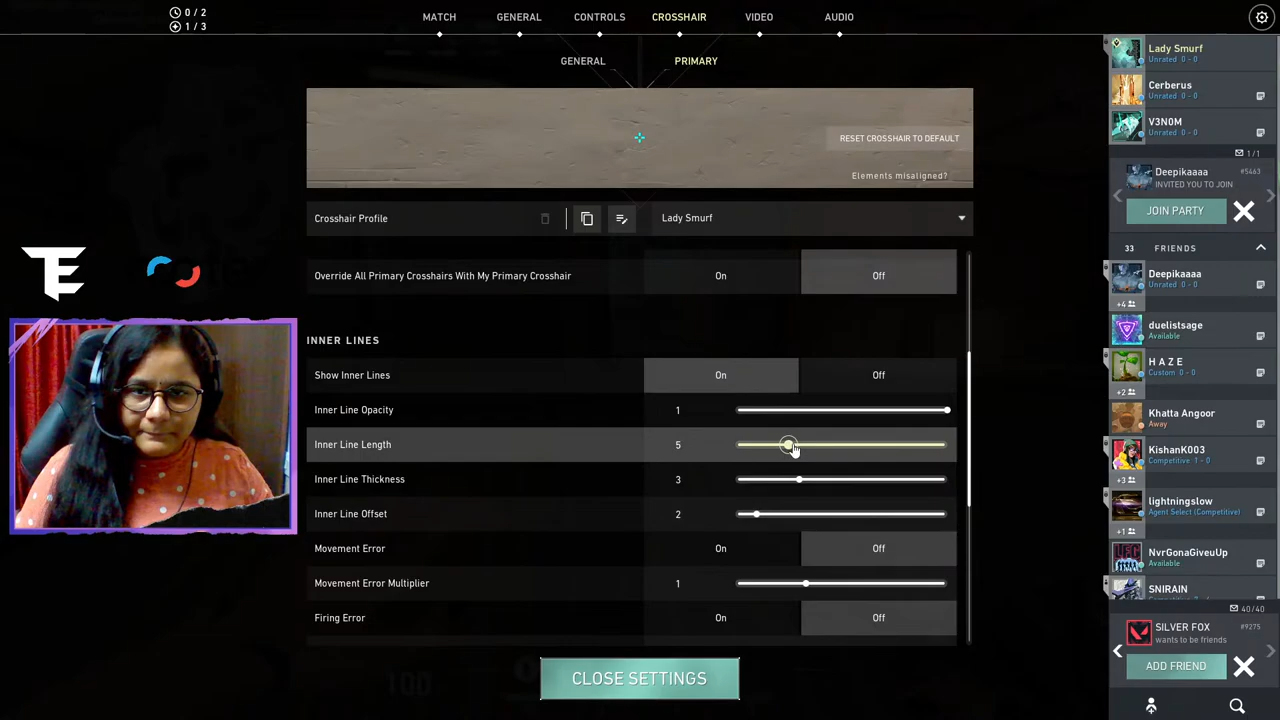 0 / 2
1 / 3
MATCH
GENERAL
CONTROLS
CROSSHAIR
VIDEO
AUDIO
GENERAL
PRIMARY
RESET CROSSHAIR TO DEFAULT
Elements misaligned?
Crosshair Profile
Lady Smurf
Override All Primary Crosshairs With My Primary Crosshair
On
Off
INNER LINES
Show Inner Lines
On
Off
Inner Line Opacity
1
Inner Line Length
5
Inner Line Thickness
3
Inner Line Offset
2
Movement Error
On
Off
Movement Error Multiplier
1
Firing Error
On
Off
CLOSE SETTINGS
100
Lady Smurf
Unrated 0 - 0
Cerberus
Unrated 0 - 0
V3N0M
Unrated 0 - 0
1/1
Deepikaaaa
#5463
INVITED YOU TO JOIN
JOIN PARTY
33
FRIENDS
Deepikaaaa
Unrated 0 - 0
+4
duelistsage
Available
H A Z E
Custom 0 - 0
+2
Khatta Angoor
Away
KishanK003
Competitive 1 - 0
+3
lightningslow
Agent Select (Competitive)
+1
NvrGonaGiveuUp
Available
SNIRAIN
40/40
SILVER FOX
#9275
wants to be friends
ADD FRIEND